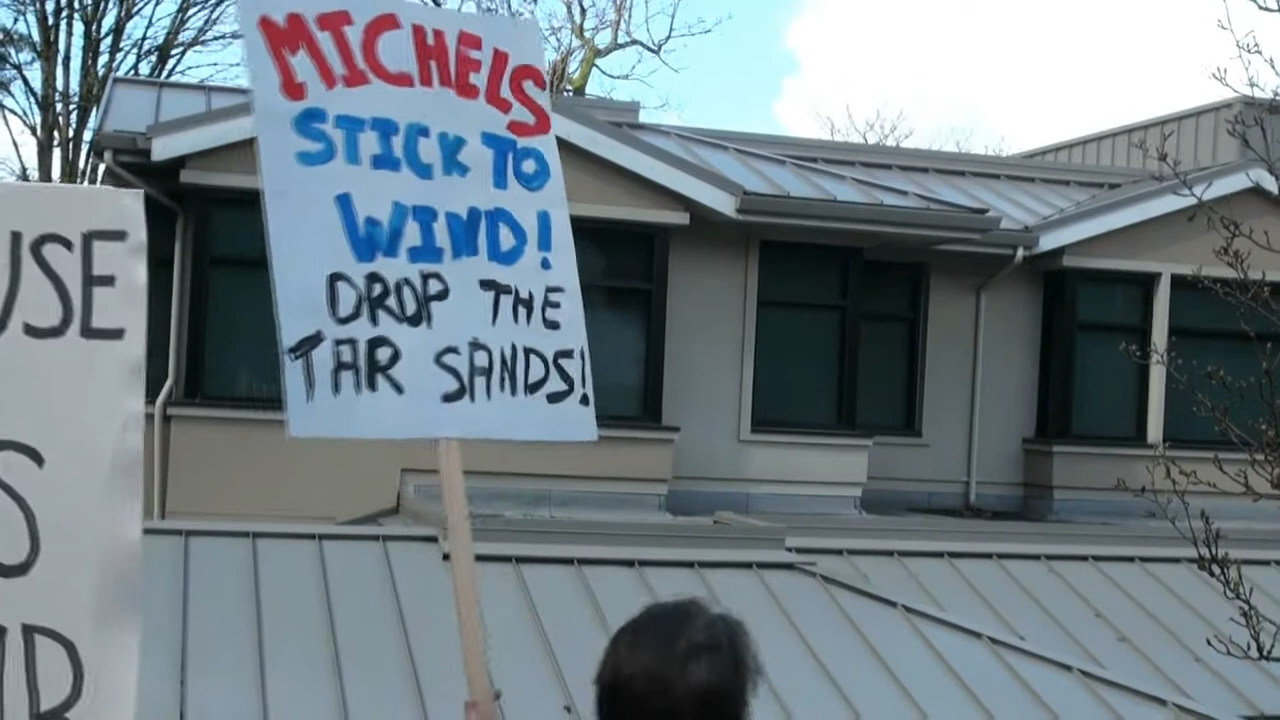 MICHELS
STICK TO
WIND!
DROP THE
TAR SANDS!
USE
S